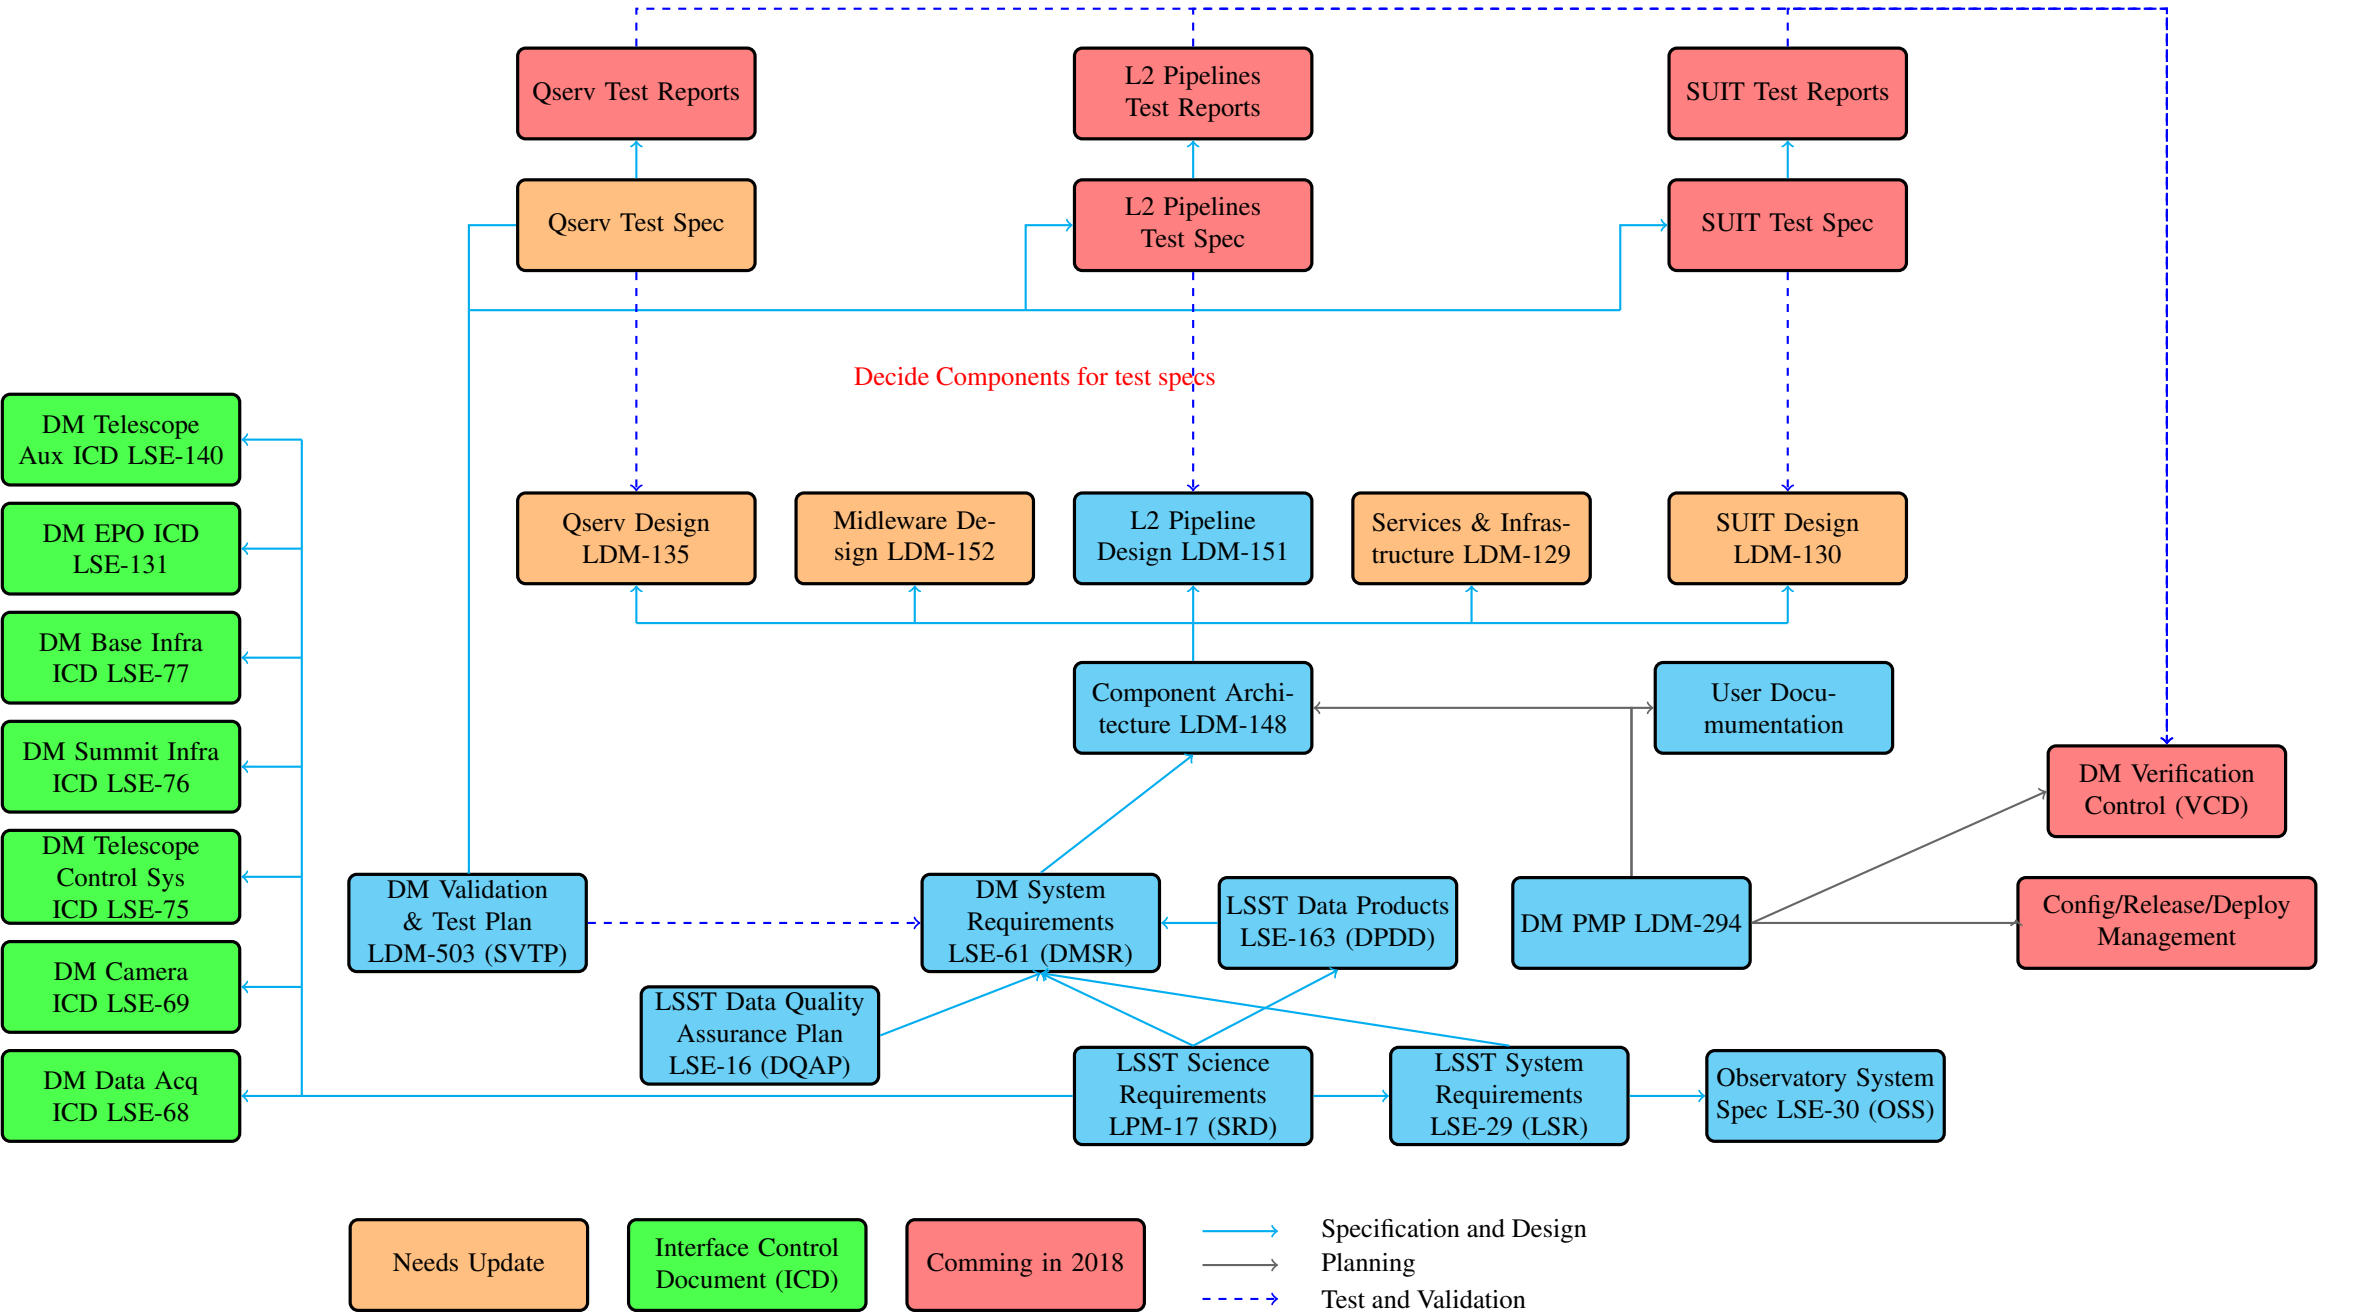 Qserv Test Reports
L2 Pipelines
Test Reports
SUIT Test Reports
Qserv Test Spec
L2 Pipelines
Test Spec
SUIT Test Spec
Decide Components for test specs
DM Telescope
Aux ICD LSE-140
DM EPO ICD
LSE-131
DM Base Infra
ICD LSE-77
DM Summit Infra
ICD LSE-76
DM Telescope
Control Sys
ICD LSE-75
DM Camera
ICD LSE-69
DM Data Acq
ICD LSE-68
Qserv Design
LDM-135
Midleware De-
sign LDM-152
L2 Pipeline
Design LDM-151
Services & Infras-
tructure LDM-129
SUIT Design
LDM-130
Component Archi-
tecture LDM-148
User Docu-
mumentation
DM Verification
Control (VCD)
DM Validation
& Test Plan
LDM-503 (SVTP)
DM System
Requirements
LSE-61 (DMSR)
LSST Data Products
LSE-163 (DPDD)
DM PMP LDM-294
Config/Release/Deploy
Management
LSST Data Quality
Assurance Plan
LSE-16 (DQAP)
LSST Science
Requirements
LPM-17 (SRD)
LSST System
Requirements
LSE-29 (LSR)
Observatory System
Spec LSE-30 (OSS)
Needs Update
Interface Control
Document (ICD)
Comming in 2018
Specification and Design
Planning
Test and Validation